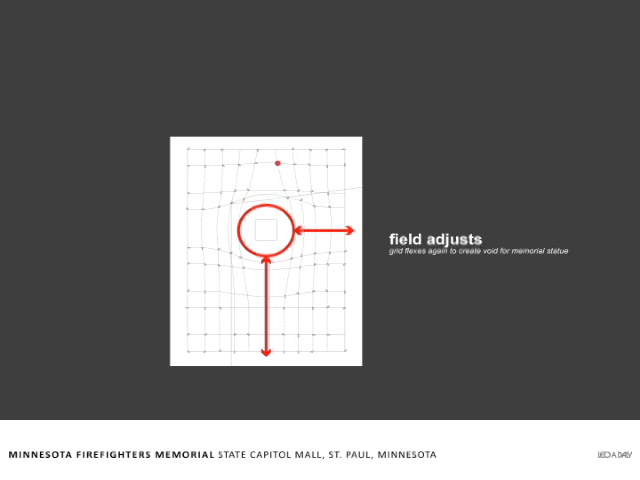 field adjusts
grid flexes again to create void for memorial statue
MINNESOTA FIREFIGHTERS MEMORIAL STATE CAPITOL MALL, ST. PAUL, MINNESOTA